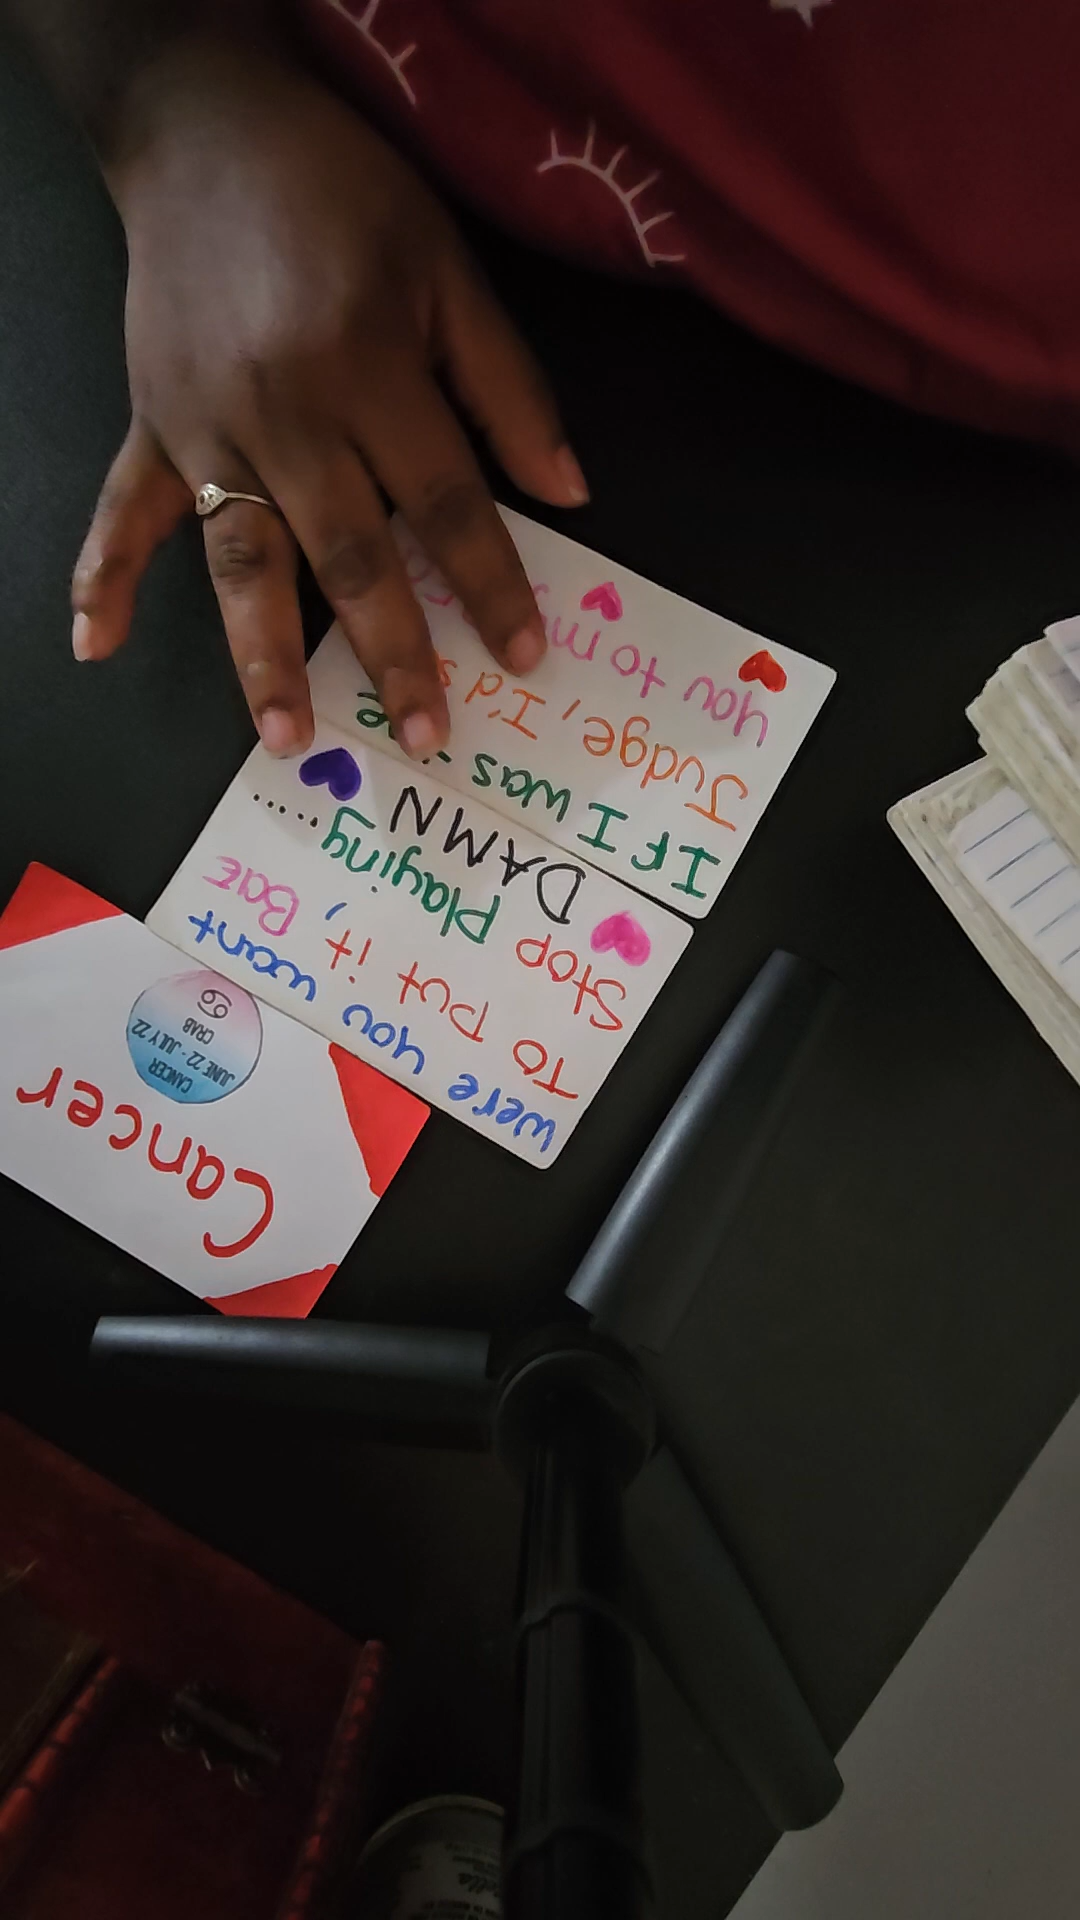 Cancer
CANCER
JUNE 22 - JULY 22
CRAB
♋
were you want
To put it, Bae
Stop Playing.....
DAMN
If I was
Judge, I'd
you to my